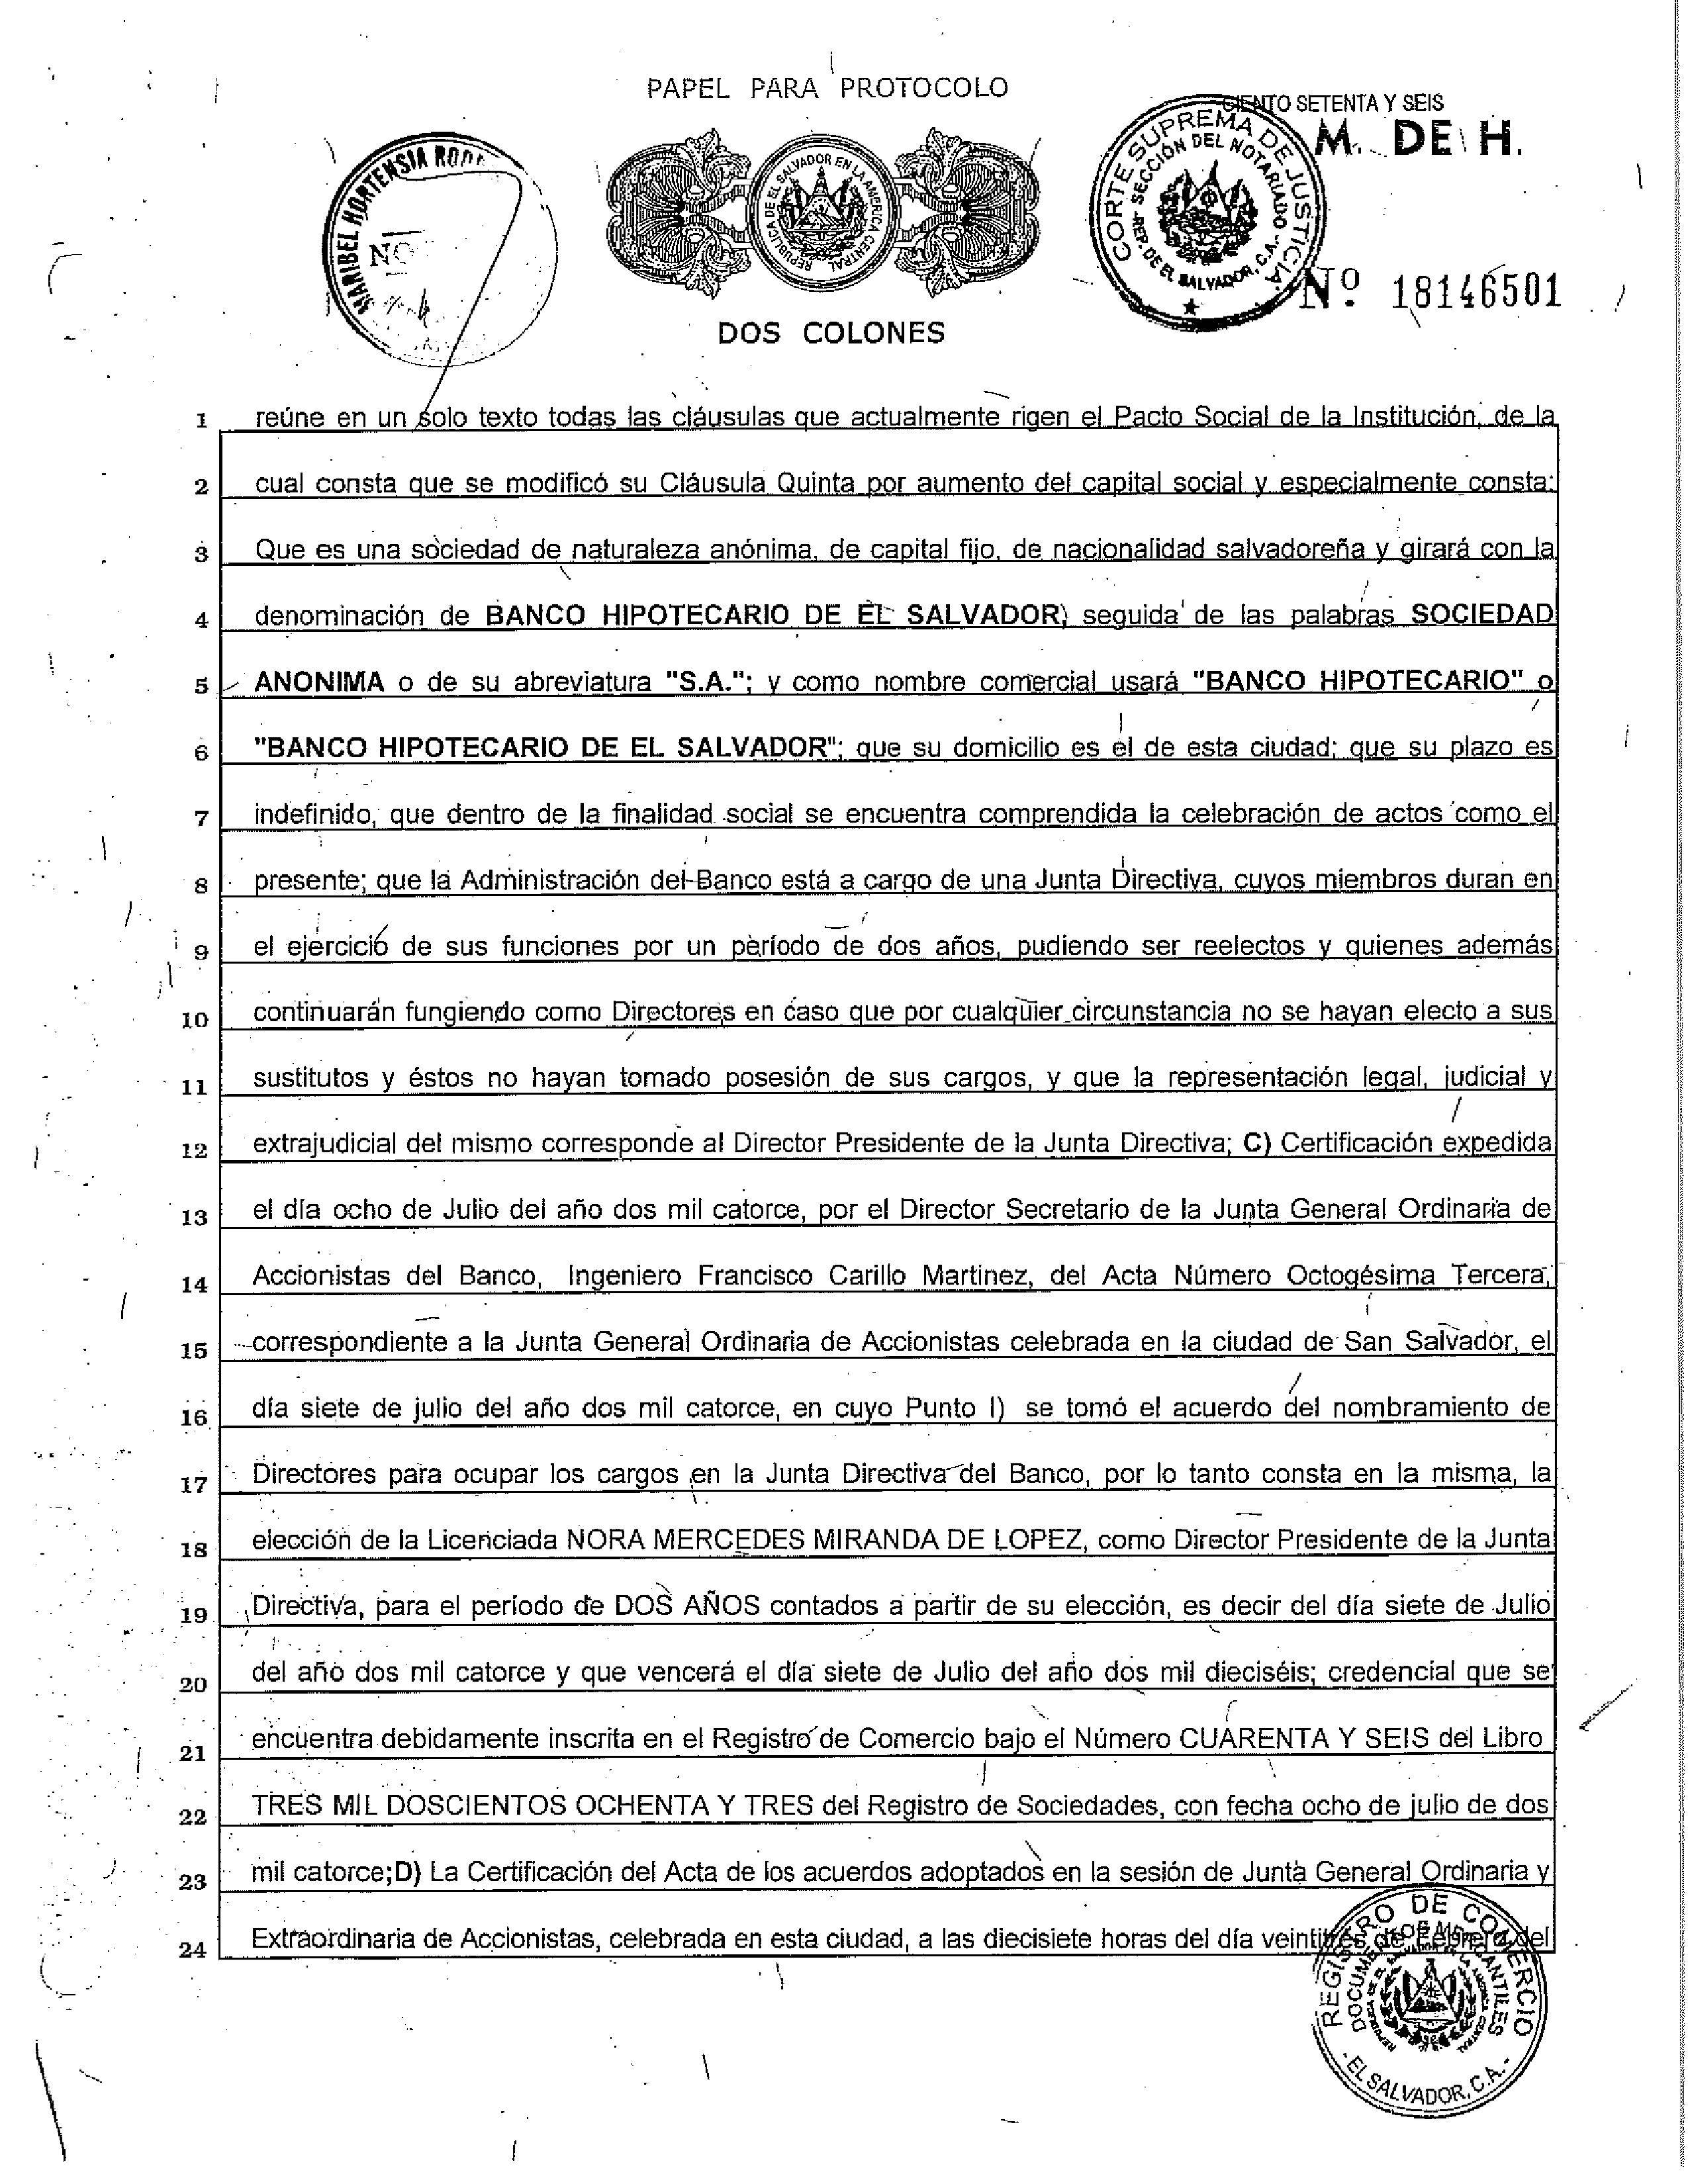 PAPEL PARA PROTOCOLO
CIENTO SETENTA Y SEIS
M. DE H.
MARIBEL HORTENSIA
REPUBLICA DE EL SALVADOR EN LA AMERICA CENTRAL
CORTE SUPREMA DE JUSTICIA
SECCIÓN DEL NOTARIADO
REP. DE EL SALVADOR, C.A.
Nº 18146501
DOS COLONES
1 reúne en un solo texto todas las cláusulas que actualmente rigen el Pacto Social de la Institución, de la
2 cual consta que se modificó su Cláusula Quinta por aumento del capital social y especialmente consta:
3 Que es una sociedad de naturaleza anónima, de capital fijo, de nacionalidad salvadoreña y girará con la
4 denominación de BANCO HIPOTECARIO DE EL SALVADOR, seguida de las palabras SOCIEDAD
5 ANONIMA o de su abreviatura "S.A."; y como nombre comercial usará "BANCO HIPOTECARIO" o
6 "BANCO HIPOTECARIO DE EL SALVADOR"; que su domicilio es el de esta ciudad; que su plazo es
7 indefinido, que dentro de la finalidad social se encuentra comprendida la celebración de actos como el
8 presente; que la Administración del Banco está a cargo de una Junta Directiva, cuyos miembros duran en
9 el ejercicio de sus funciones por un período de dos años, pudiendo ser reelectos y quienes además
10 continuarán fungiendo como Directores en caso que por cualquier circunstancia no se hayan electo a sus
11 sustitutos y éstos no hayan tomado posesión de sus cargos, y que la representación legal, judicial y
12 extrajudicial del mismo corresponde al Director Presidente de la Junta Directiva; C) Certificación expedida
13 el día ocho de Julio del año dos mil catorce, por el Director Secretario de la Junta General Ordinaria de
14 Accionistas del Banco, Ingeniero Francisco Carillo Martinez, del Acta Número Octogésima Tercera,
15 correspondiente a la Junta General Ordinaria de Accionistas celebrada en la ciudad de San Salvador, el
16 día siete de julio del año dos mil catorce, en cuyo Punto I) se tomó el acuerdo del nombramiento de
17 Directores para ocupar los cargos en la Junta Directiva del Banco, por lo tanto consta en la misma, la
18 elección de la Licenciada NORA MERCEDES MIRANDA DE LOPEZ, como Director Presidente de la Junta
19 Directiva, para el periodo de DOS AÑOS contados a partir de su elección, es decir del día siete de Julio
20 del año dos mil catorce y que vencerá el día siete de Julio del año dos mil dieciséis; credencial que se
21 encuentra debidamente inscrita en el Registro de Comercio bajo el Número CUARENTA Y SEIS del Libro
22 TRES MIL DOSCIENTOS OCHENTA Y TRES del Registro de Sociedades, con fecha ocho de julio de dos
23 mil catorce;D) La Certificación del Acta de los acuerdos adoptados en la sesión de Junta General Ordinaria y
24 Extraordinaria de Accionistas, celebrada en esta ciudad, a las diecisiete horas del día veintitrés de Febrero del
REGISTRO DE COMERCIO
DOCUMENTOS MERCANTILES
EL SALVADOR, C.A.